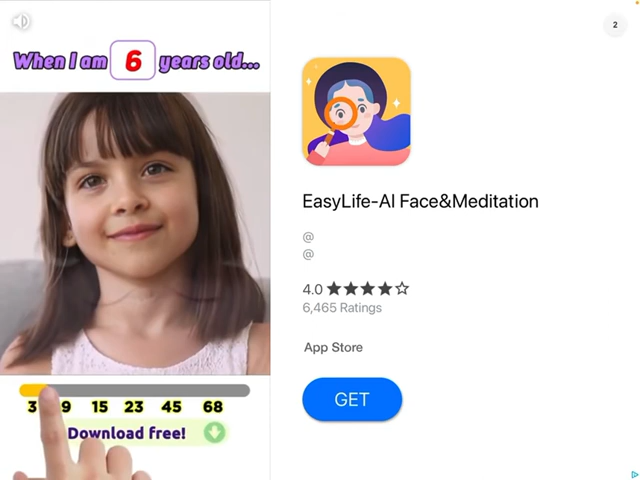 When I am 6 years old...
3 9 15 23 45 68
Download free!
2
EasyLife-AI Face&Meditation
@
@
4.0
6,465 Ratings
App Store
GET